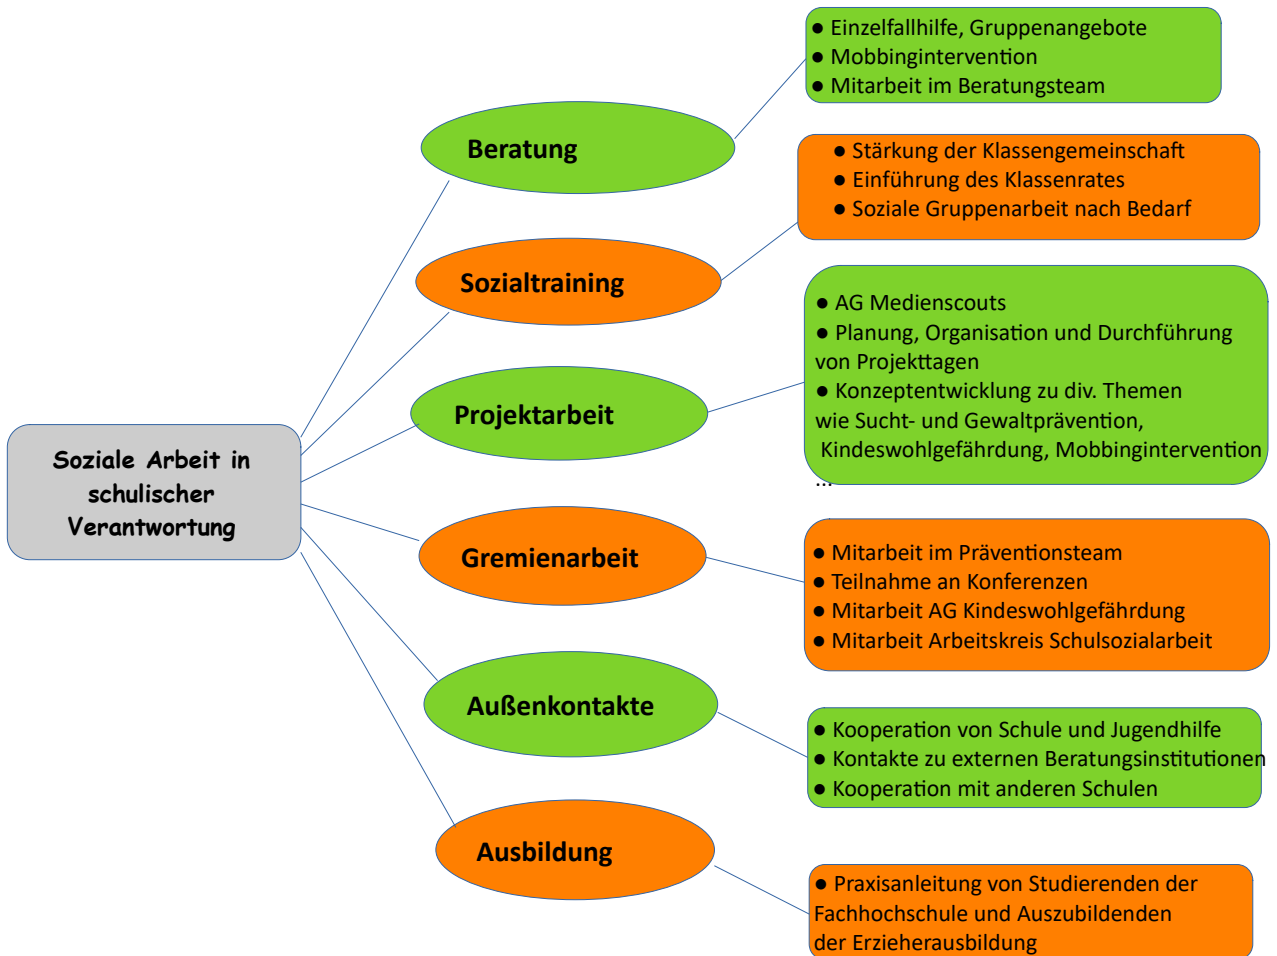 Soziale Arbeit in
schulischer
Verantwortung
Beratung
● Einzelfallhilfe, Gruppenangebote
● Mobbingintervention
● Mitarbeit im Beratungsteam
Sozialtraining
● Stärkung der Klassengemeinschaft
● Einführung des Klassenrates
● Soziale Gruppenarbeit nach Bedarf
Projektarbeit
● AG Medienscouts
● Planung, Organisation und Durchführung
von Projekttagen
● Konzeptentwicklung zu div. Themen
wie Sucht- und Gewaltprävention,
Kindeswohlgefährdung, Mobbingintervention
...
Gremienarbeit
● Mitarbeit im Präventionsteam
● Teilnahme an Konferenzen
● Mitarbeit AG Kindeswohlgefährdung
● Mitarbeit Arbeitskreis Schulsozialarbeit
Außenkontakte
● Kooperation von Schule und Jugendhilfe
● Kontakte zu externen Beratungsinstitutionen
● Kooperation mit anderen Schulen
Ausbildung
● Praxisanleitung von Studierenden der
Fachhochschule und Auszubildenden
der Erzieherausbildung